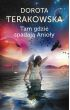 DOROTA
TERAKOWSKA
Tam gdzie
spadają Anioły